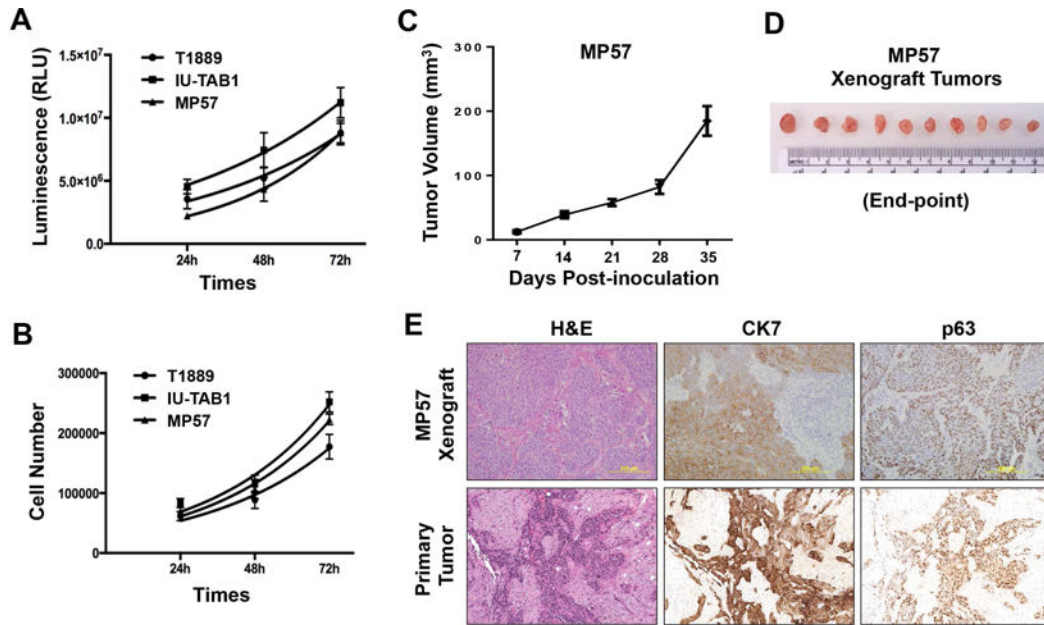 A
Luminescence (RLU)
1.5×10⁷
1.0×10⁷
5.0×10⁶
0.0
T1889
IU-TAB1
MP57
24h
48h
72h
Times
B
Cell Number
300000
200000
100000
0
T1889
IU-TAB1
MP57
24h
48h
72h
Times
C
MP57
Tumor Volume (mm³)
300
200
100
0
7
14
21
28
35
Days Post-inoculation
D
MP57
Xenograft Tumors
(End-point)
E
H&E
CK7
p63
MP57
Xenograft
Primary
Tumor